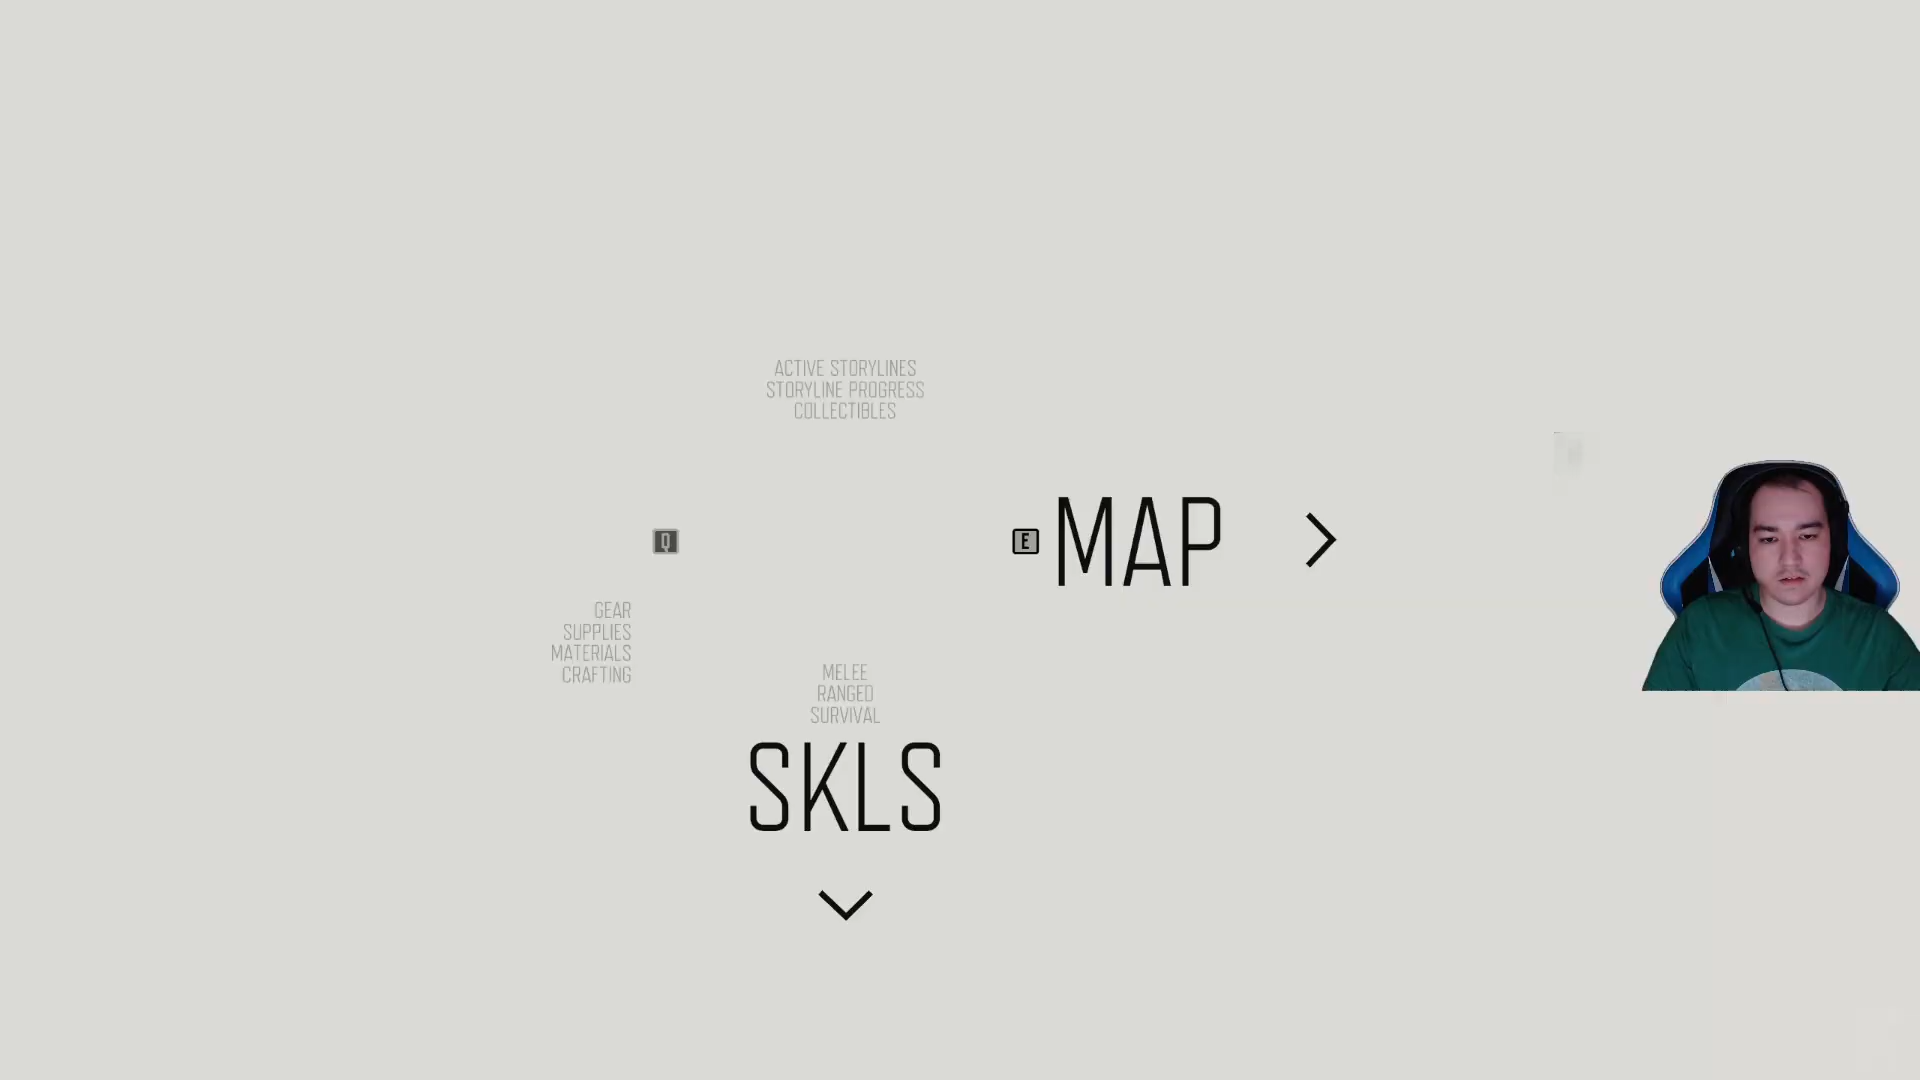 ACTIVE STORYLINES
STORYLINE PROGRESS
COLLECTIBLES
Q
E
MAP
GEAR
SUPPLIES
MATERIALS
CRAFTING
MELEE
RANGED
SURVIVAL
SKLS